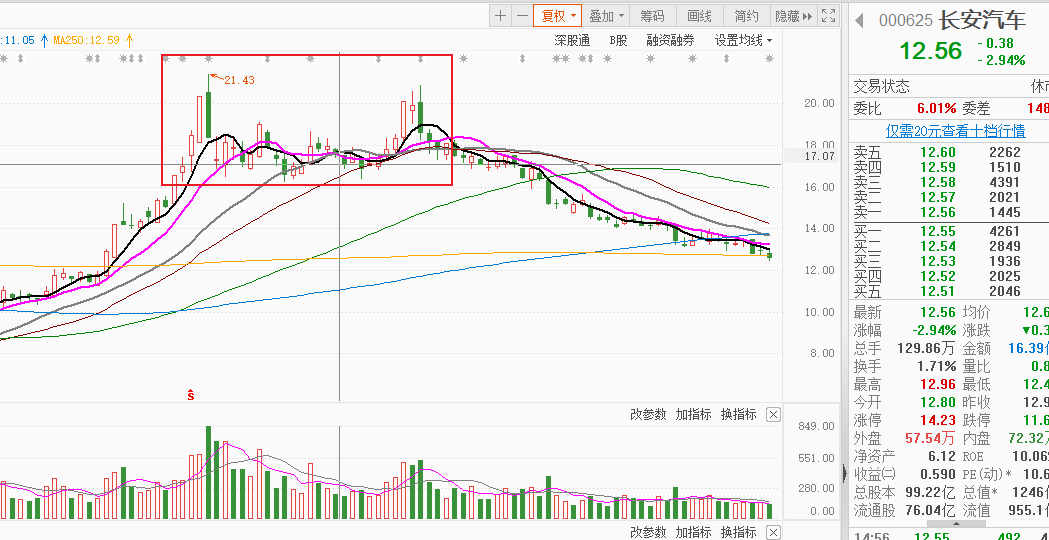 复权 叠加 筹码 画线 简约 隐藏
:11.05 MA250:12.59
深股通 B股 融资融券 设置均线
21.43
20.00
18.00
17.07
16.00
14.00
12.00
10.00
8.00
ŝ
改参数 加指标 换指标
849.00
551.00
280.00
0.00
改参数 加指标 换指标
000625 长安汽车
12.56 -0.38
-2.94%
交易状态 休市
委比 6.01% 委差 148
仅需20元查看十档行情
卖五 12.60 2262
卖四 12.59 1510
卖三 12.58 4391
卖二 12.57 2021
卖一 12.56 1445
买一 12.55 4261
买二 12.54 2849
买三 12.53 1936
买四 12.52 2025
买五 12.51 2046
最新 12.56 均价 12.6
涨幅 -2.94% 涨跌 ▼0.3
总手 129.86万 金额 16.39亿
换手 1.71% 量比 0.8
最高 12.96 最低 12.4
今开 12.80 昨收 12.9
涨停 14.23 跌停 11.6
外盘 57.54万 内盘 72.32万
净资产 6.12 ROE 10.06
收益㈡ 0.590 PE(动)* 10.6
总股本 99.22亿 总值* 1246亿
流通股 76.04亿 流值 955.1
14:56 12.55 492